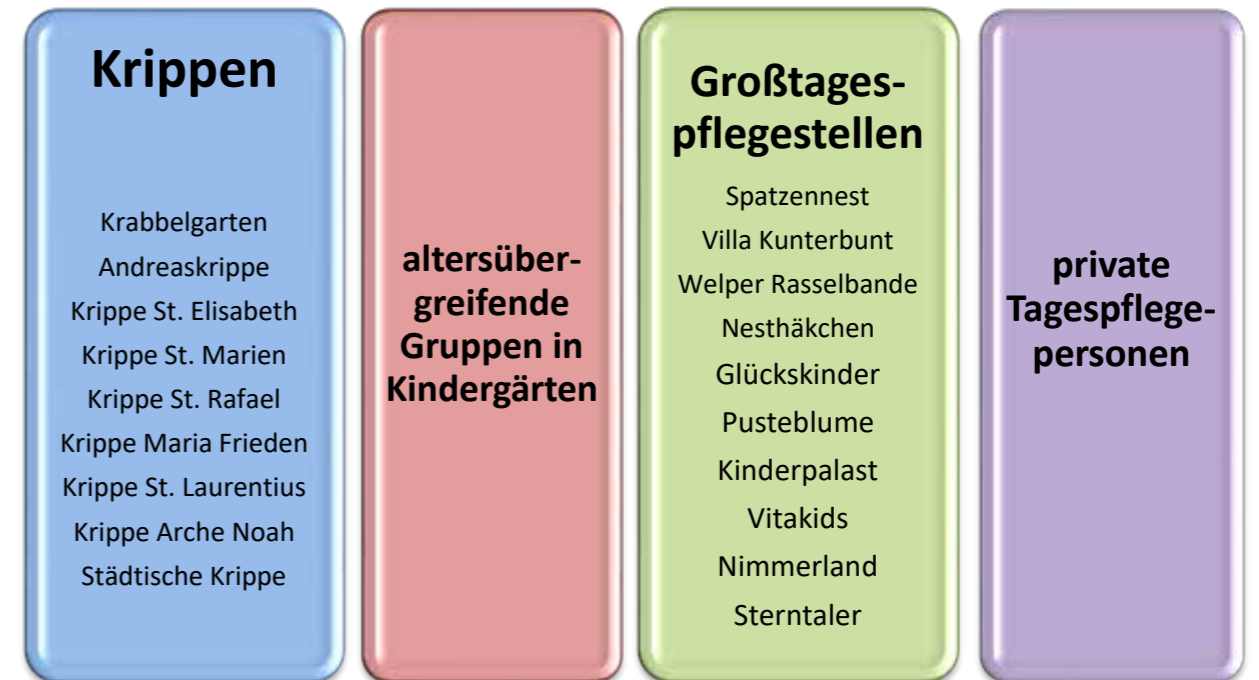 Krippen
Krabbelgarten
Andreaskrippe
Krippe St. Elisabeth
Krippe St. Marien
Krippe St. Rafael
Krippe Maria Frieden
Krippe St. Laurentius
Krippe Arche Noah
Städtische Krippe
altersüber-
greifende
Gruppen in
Kindergärten
Großtages-
pflegestellen
Spatzennest
Villa Kunterbunt
Welper Rasselbande
Nesthäkchen
Glückskinder
Pusteblume
Kinderpalast
Vitakids
Nimmerland
Sterntaler
private
Tagespflege-
personen